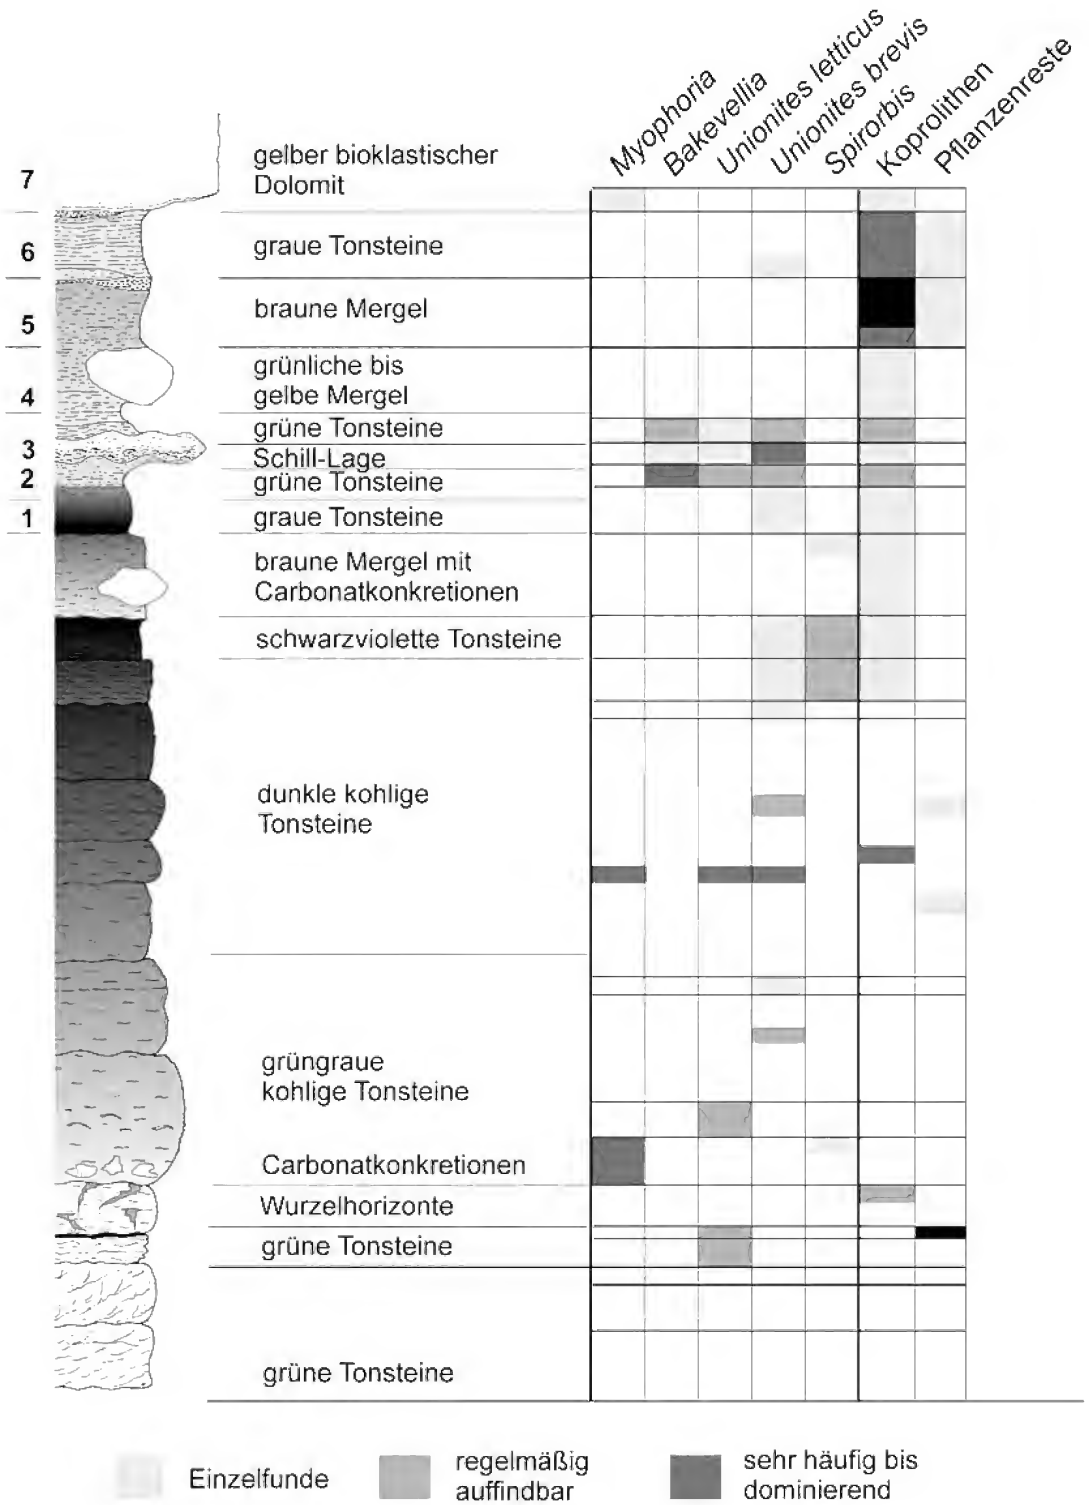 Myophoria
Bakevellia
Unionites letticus
Unionites brevis
Spirorbis
Koprolithen
Pflanzenreste
7
gelber bioklastischer
Dolomit
6
graue Tonsteine
5
braune Mergel
4
grünliche bis
gelbe Mergel
grüne Tonsteine
3
Schill-Lage
2
grüne Tonsteine
1
graue Tonsteine
braune Mergel mit
Carbonatkonkretionen
schwarzviolette Tonsteine
dunkle kohlige
Tonsteine
grüngraue
kohlige Tonsteine
Carbonatkonkretionen
Wurzelhorizonte
grüne Tonsteine
grüne Tonsteine
Einzelfunde
regelmäßig
auffindbar
sehr häufig bis
dominierend